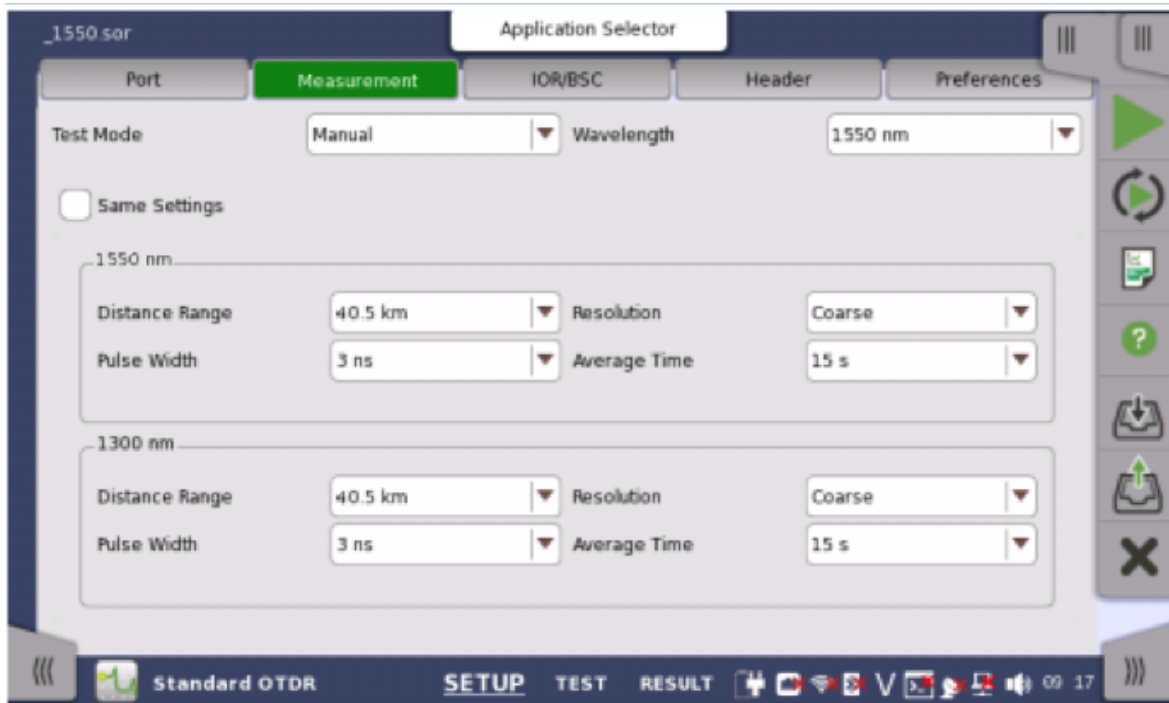 _1550.sor
Application Selector
Port Measurement IOR/BSC Header Preferences
Test Mode Manual Wavelength 1550 nm
Same Settings
1550 nm
Distance Range 40.5 km Resolution Coarse
Pulse Width 3 ns Average Time 15 s
1300 nm
Distance Range 40.5 km Resolution Coarse
Pulse Width 3 ns Average Time 15 s
Standard OTDR SETUP TEST RESULT V 09 17